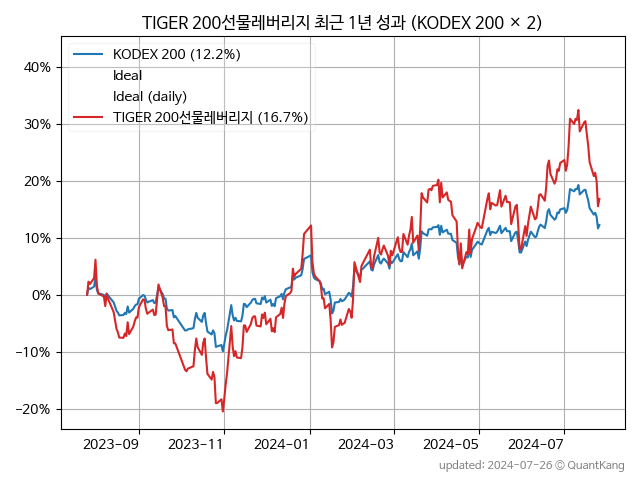 TIGER 200선물레버리지 최근 1년 성과 (KODEX 200 × 2)
KODEX 200 (12.2%)
Ideal
Ideal (daily)
TIGER 200선물레버리지 (16.7%)
40%
30%
20%
10%
0%
−10%
−20%
2023−09
2023−11
2024−01
2024−03
2024−05
2024−07
updated: 2024-07-26 © QuantKang